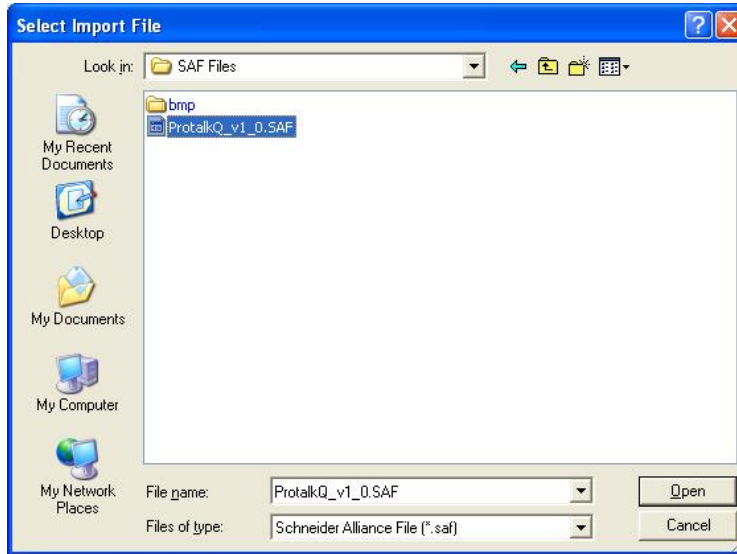 Select Import File
Look in: SAF Files
bmp
ProtalkQ_v1_0.SAF
My Recent
Documents
Desktop
My Documents
My Computer
My Network
Places
File name: ProtalkQ_v1_0.SAF Open
Files of type: Schneider Alliance File (*.saf) Cancel